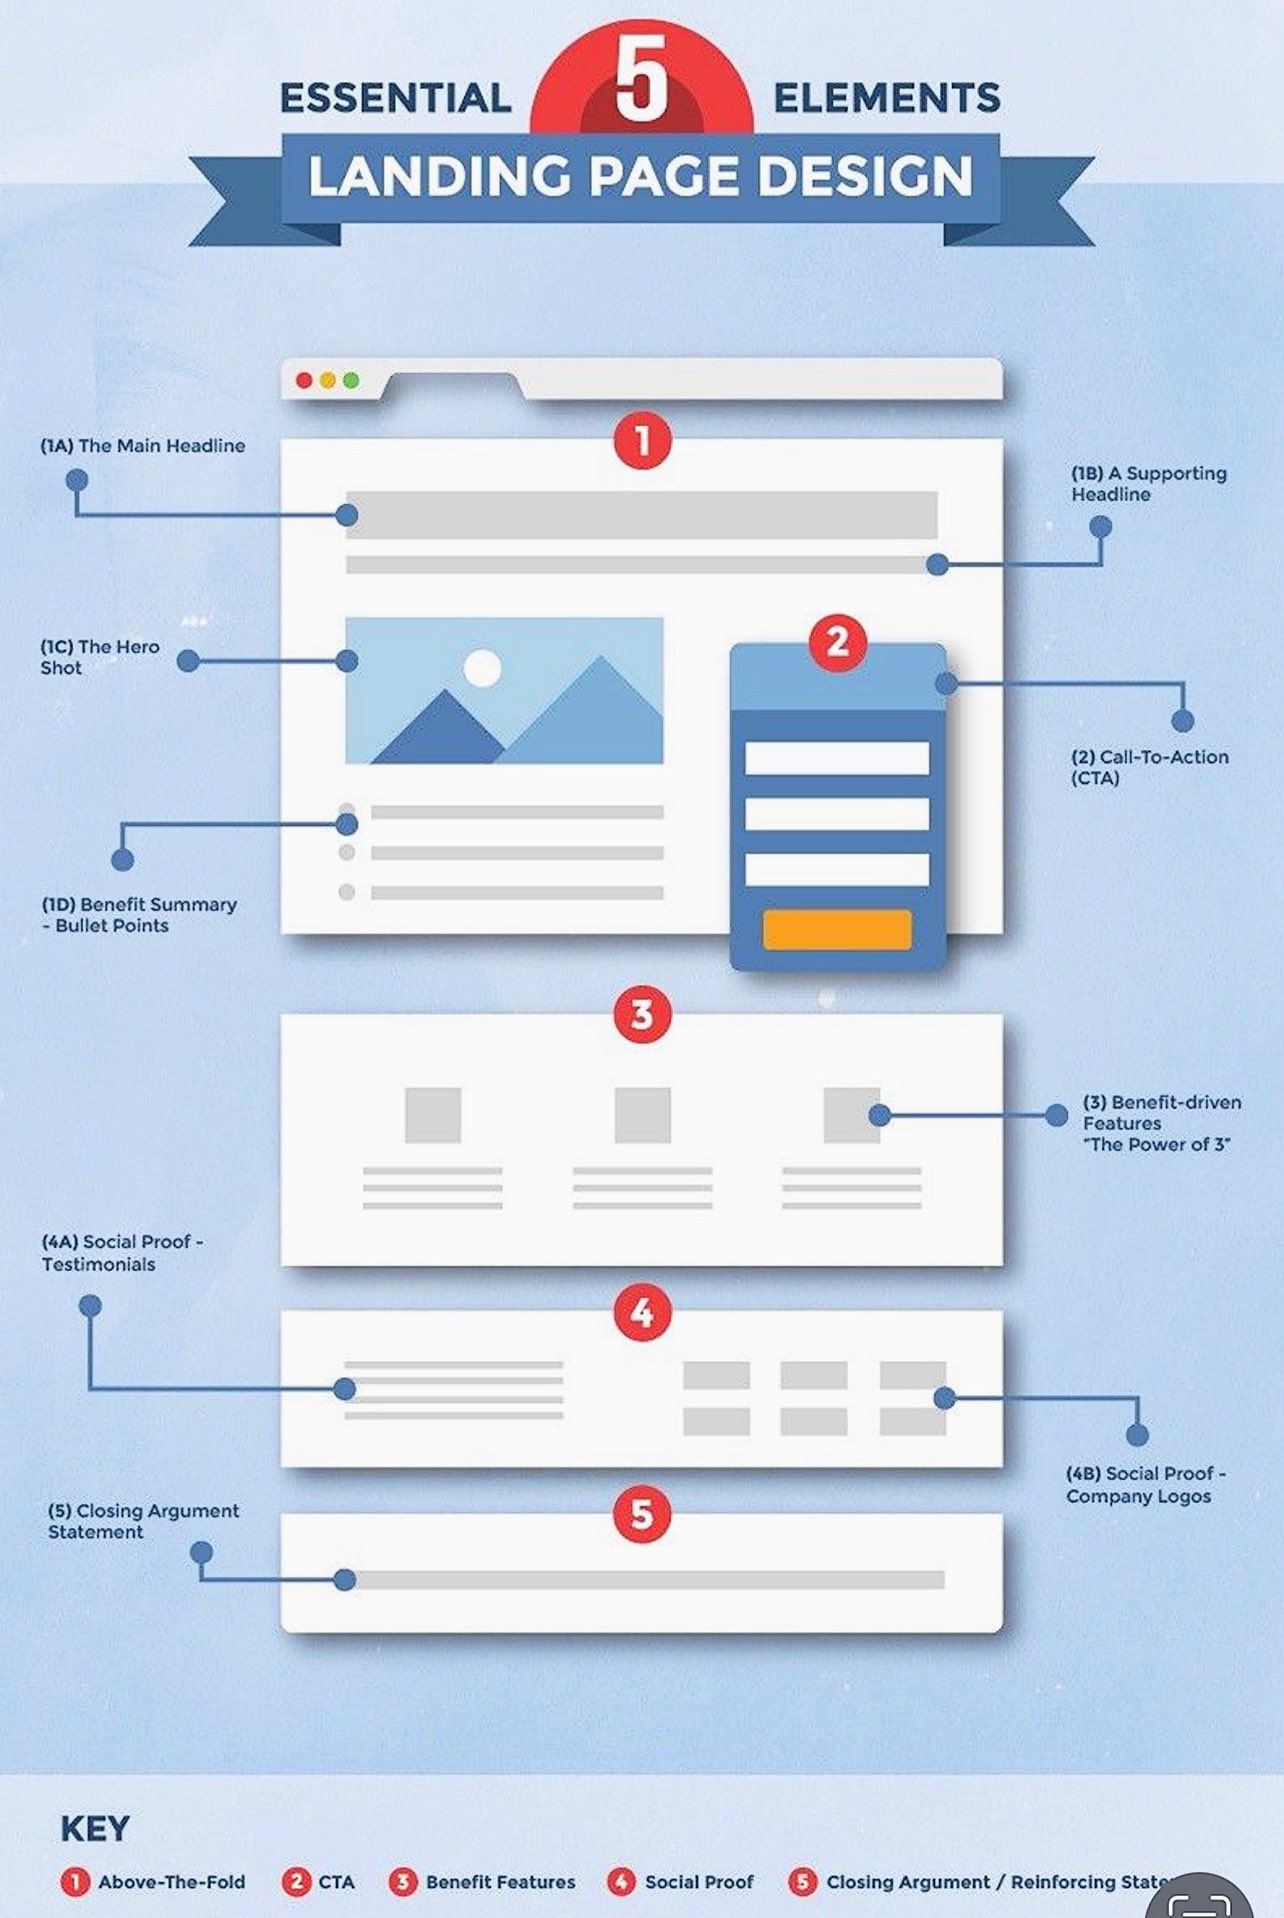 ESSENTIAL 5 ELEMENTS
LANDING PAGE DESIGN
1
(1A) The Main Headline
(1B) A Supporting
Headline
(1C) The Hero
Shot
2
(2) Call-To-Action
(CTA)
(1D) Benefit Summary
- Bullet Points
3
(3) Benefit-driven
Features
"The Power of 3"
(4A) Social Proof -
Testimonials
4
(4B) Social Proof -
Company Logos
5
(5) Closing Argument
Statement
KEY
1 Above-The-Fold 2 CTA 3 Benefit Features 4 Social Proof 5 Closing Argument / Reinforcing